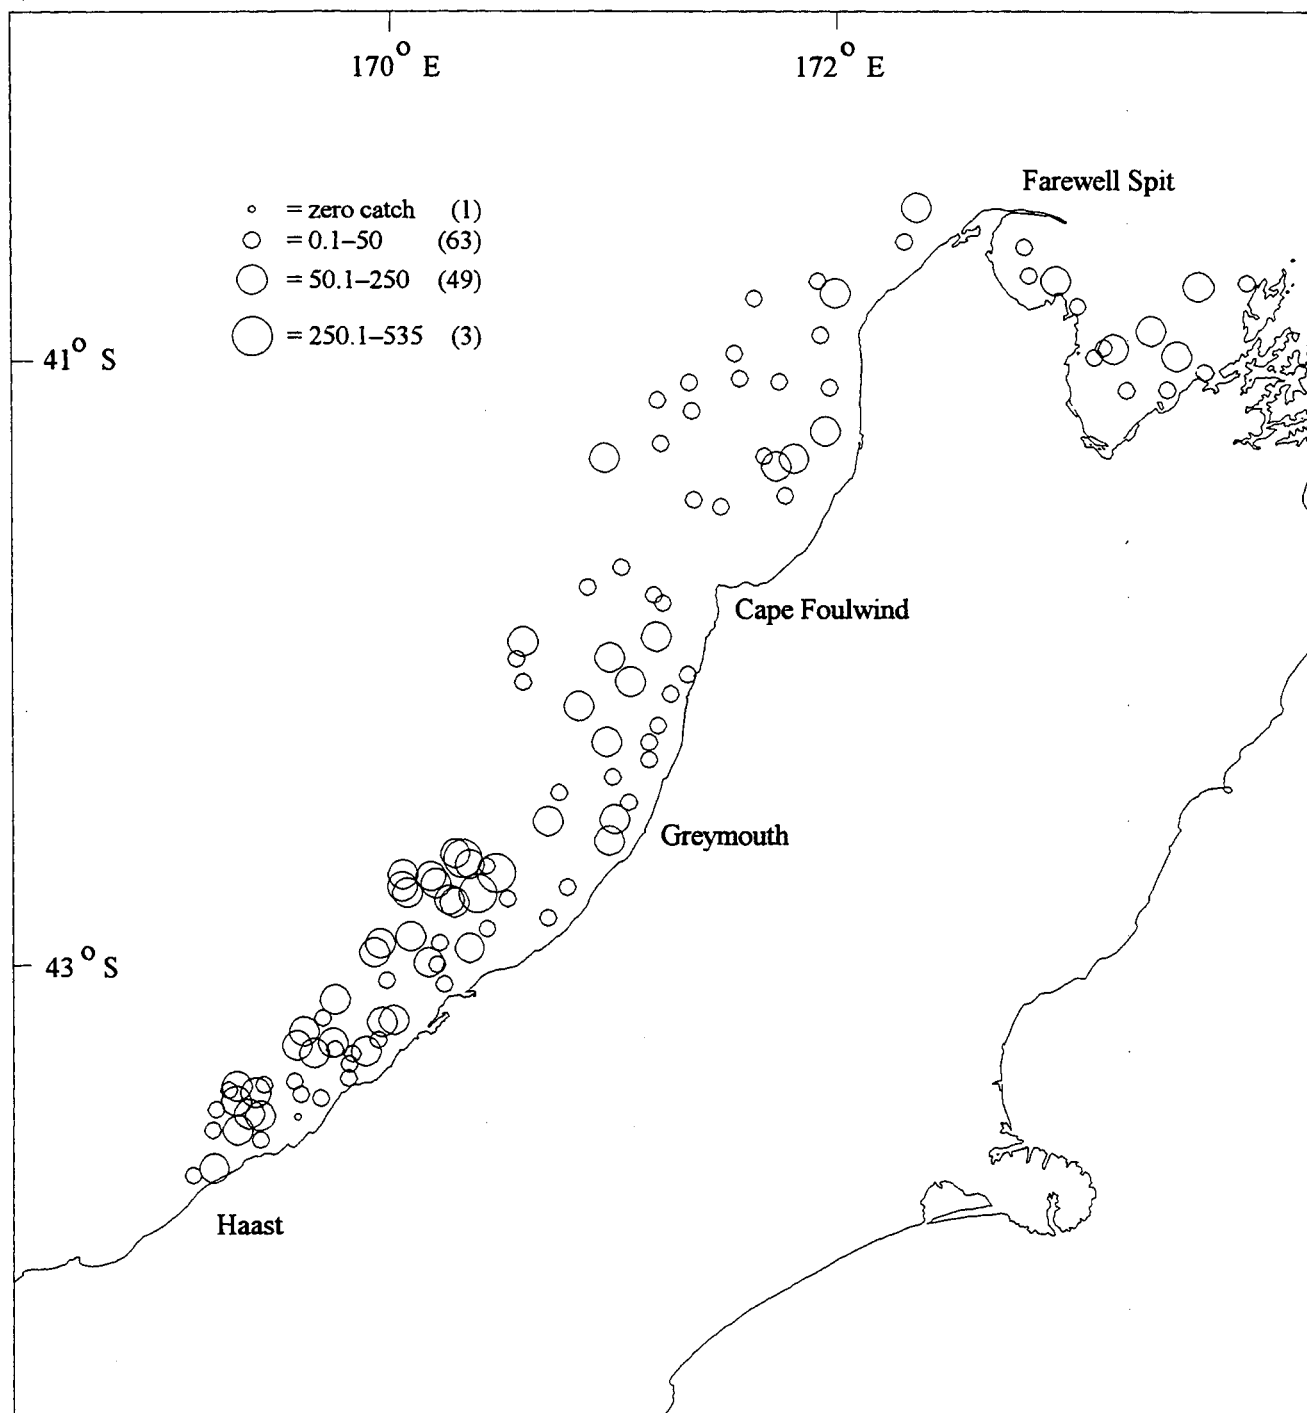 170° E 172° E
Farewell Spit
= zero catch (1)
= 0.1–50 (63)
= 50.1–250 (49)
= 250.1–535 (3)
41° S
Cape Foulwind
Greymouth
43° S
Haast